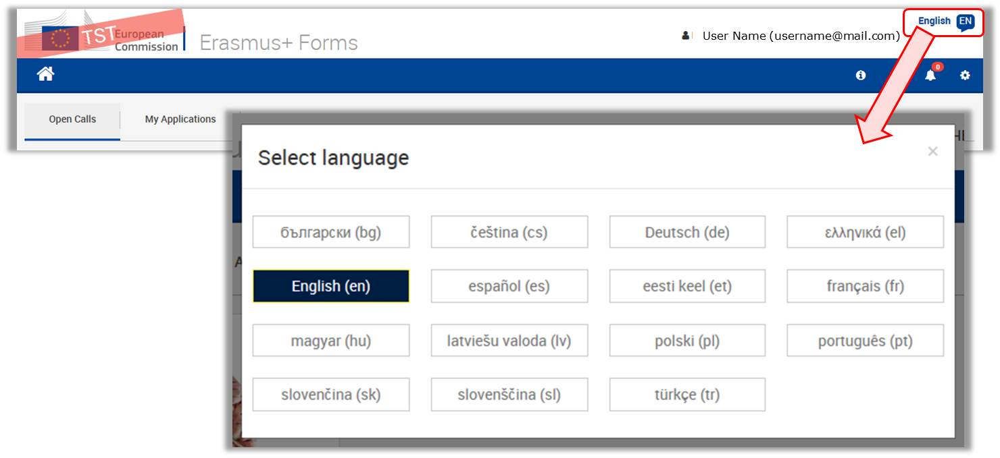 English EN
TST
European
Commission
Erasmus+ Forms
User Name (username@mail.com)
0
Open Calls
My Applications
Select language
×
български (bg)
čeština (cs)
Deutsch (de)
ελληνικά (el)
English (en)
español (es)
eesti keel (et)
français (fr)
magyar (hu)
latviešu valoda (lv)
polski (pl)
português (pt)
slovenčina (sk)
slovenščina (sl)
türkçe (tr)